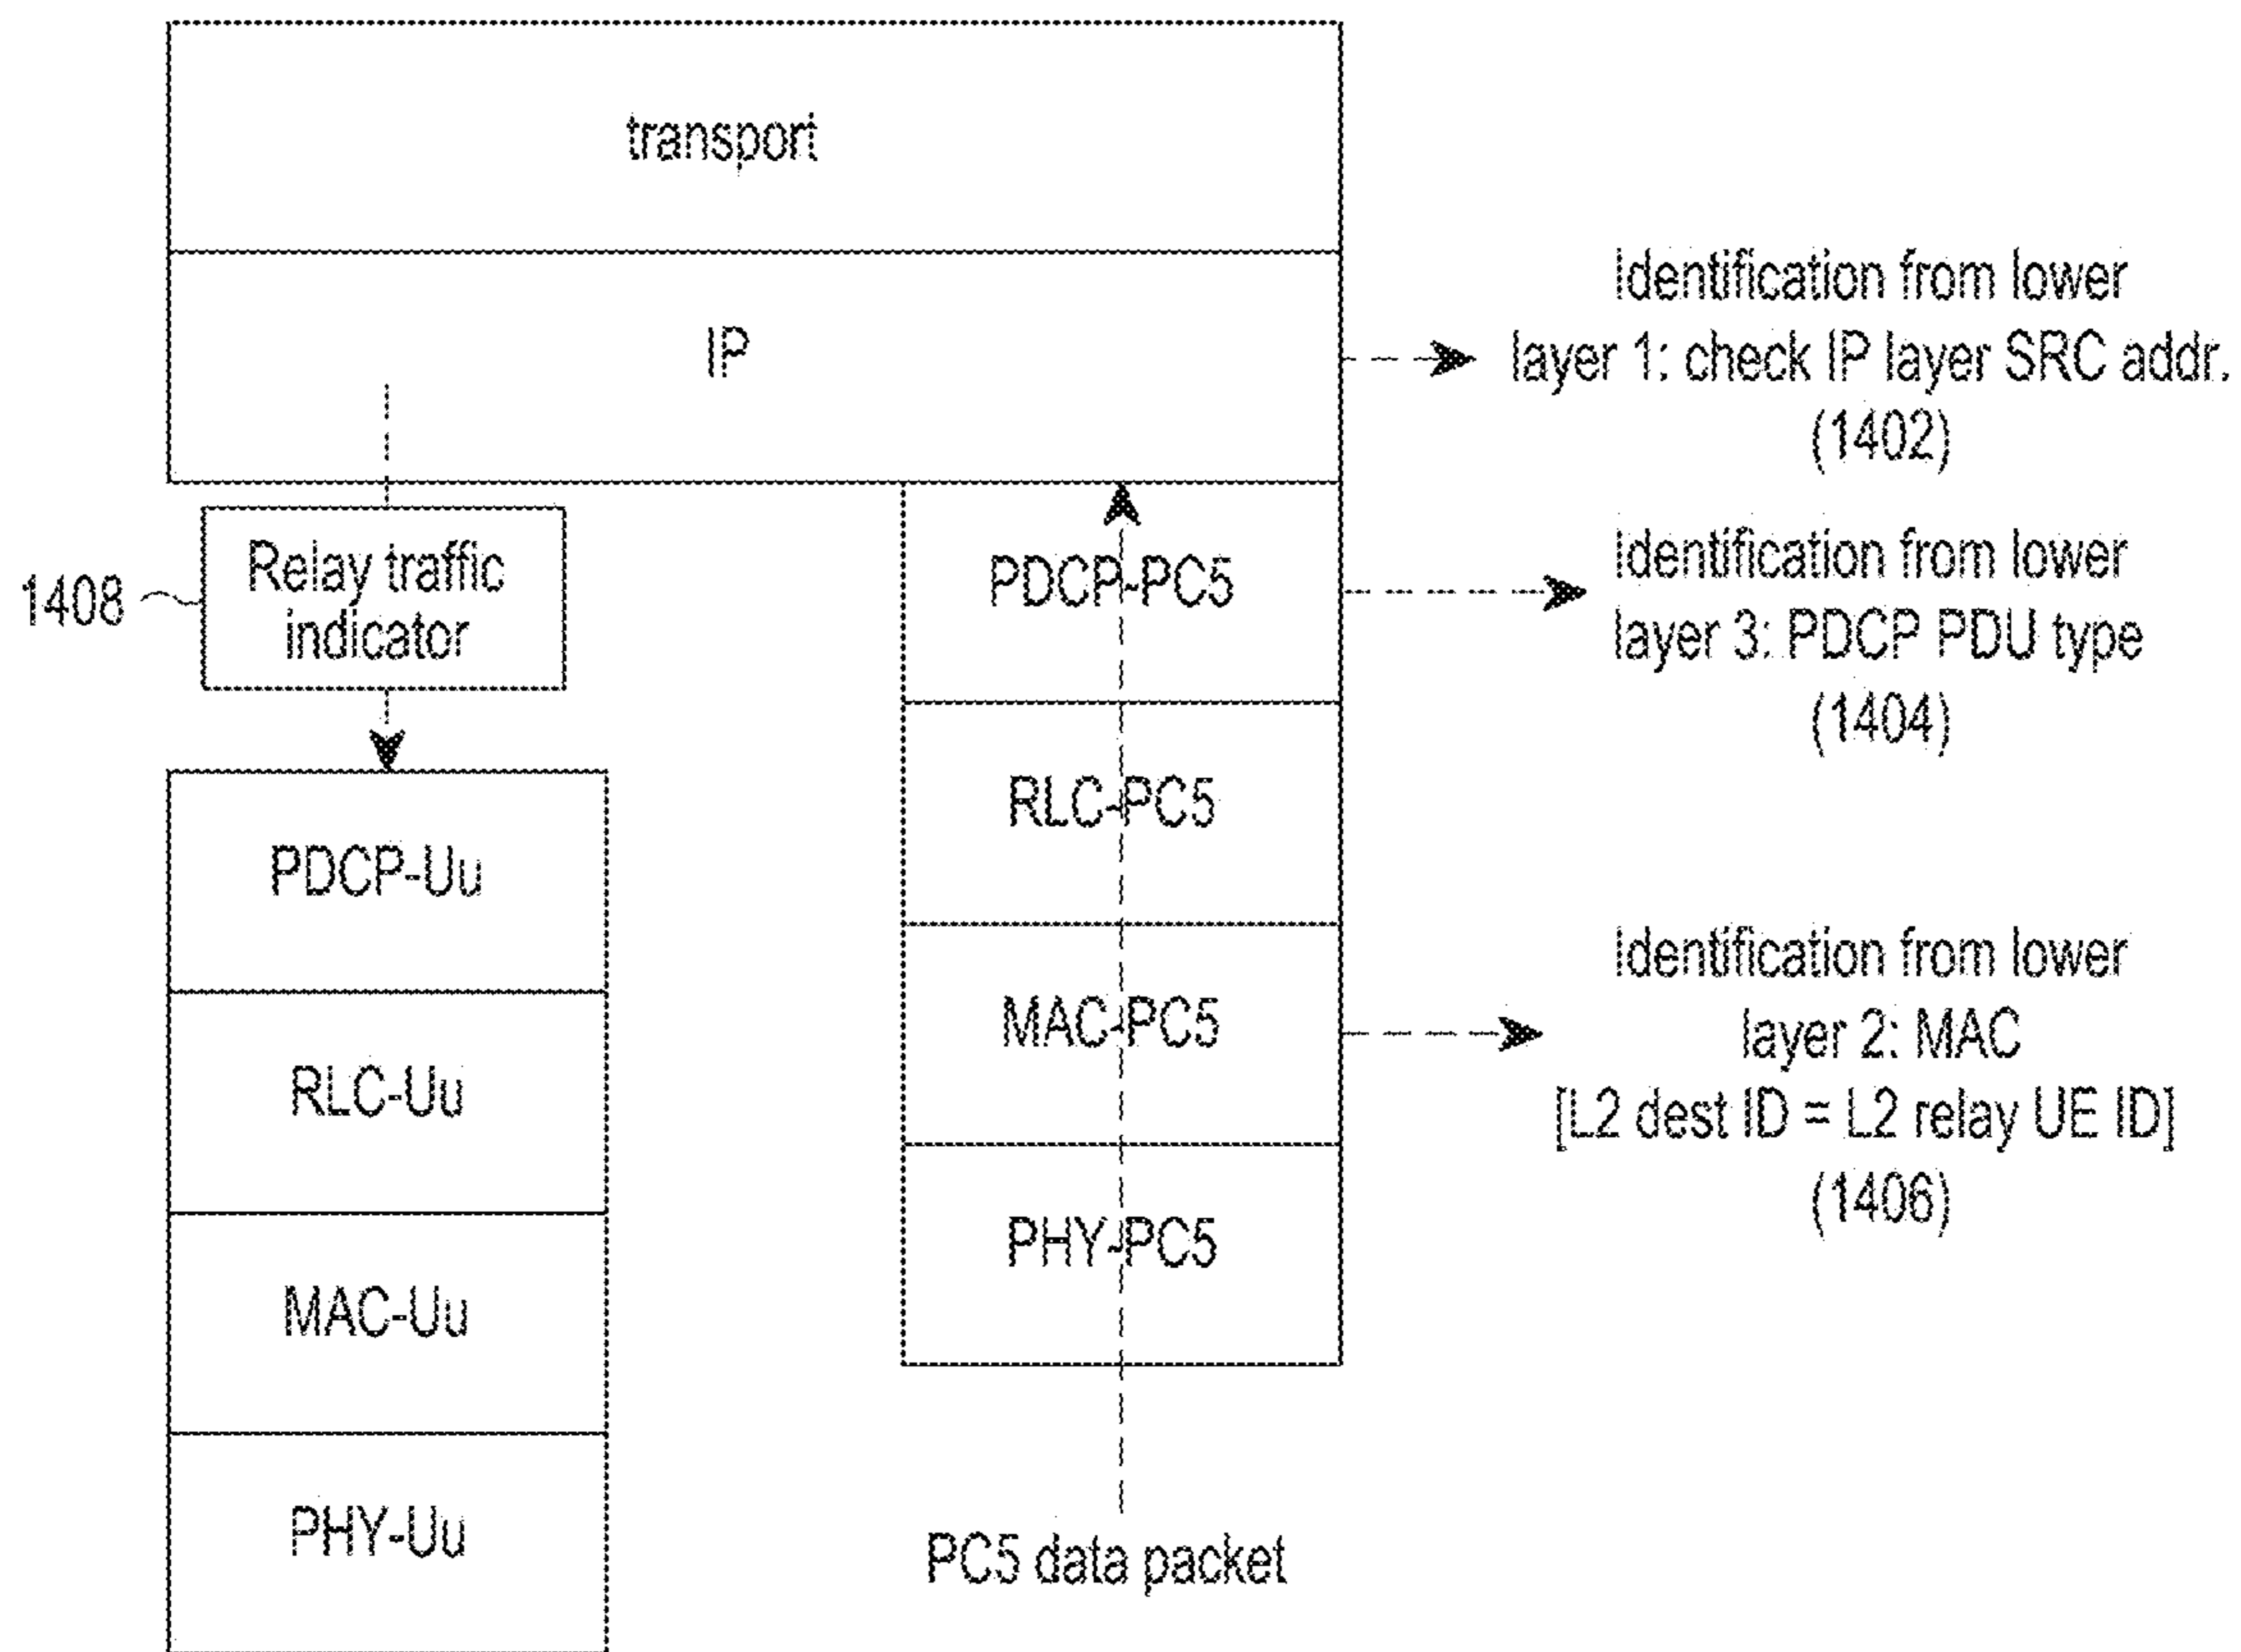 transport
IP
Identification from lower
layer 1: check IP layer SRC addr.
(1402)
1408
Relay traffic
indicator
PDCP-PC5
Identification from lower
layer 3: PDCP PDU type
(1404)
RLC-PC5
PDCP-Uu
MAC-PC5
Identification from lower
layer 2: MAC
[L2 dest ID = L2 relay UE ID]
(1406)
RLC-Uu
PHY-PC5
MAC-Uu
PHY-Uu
PC5 data packet